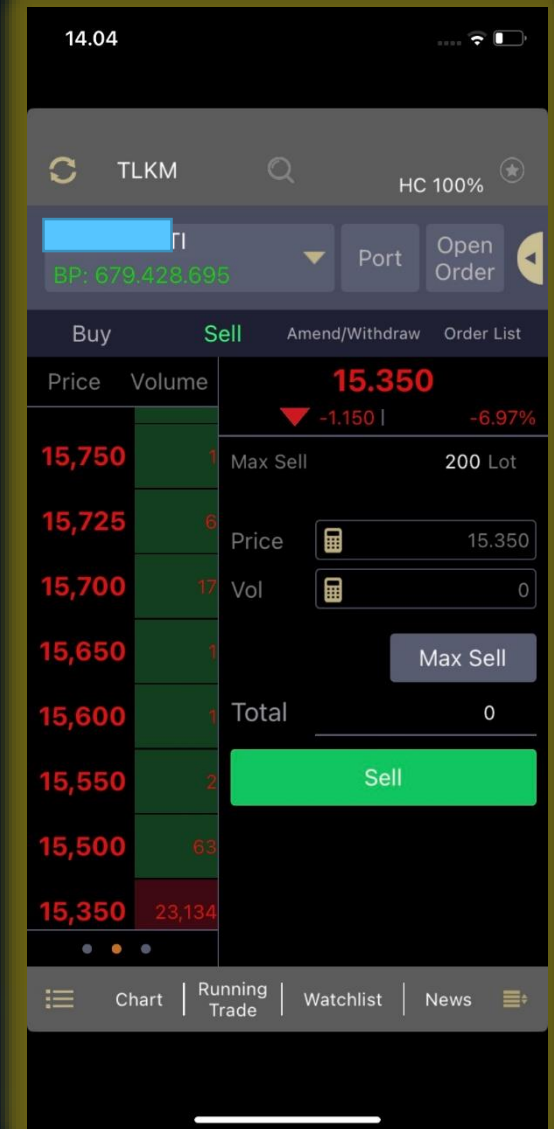 14.04
TLKM
HC 100%
TI
BP: 679.428.695
Port
Open
Order
Buy
Sell
Amend/Withdraw
Order List
Price Volume
15.350
-1.150 | -6.97%
15,750 1
Max Sell 200 Lot
15,725 6
Price 15.350
15,700 17
Vol 0
15,650 1
Max Sell
15,600 1
Total 0
15,550 2
Sell
15,500 63
15,350 23,134
Chart
Running
Trade
Watchlist
News